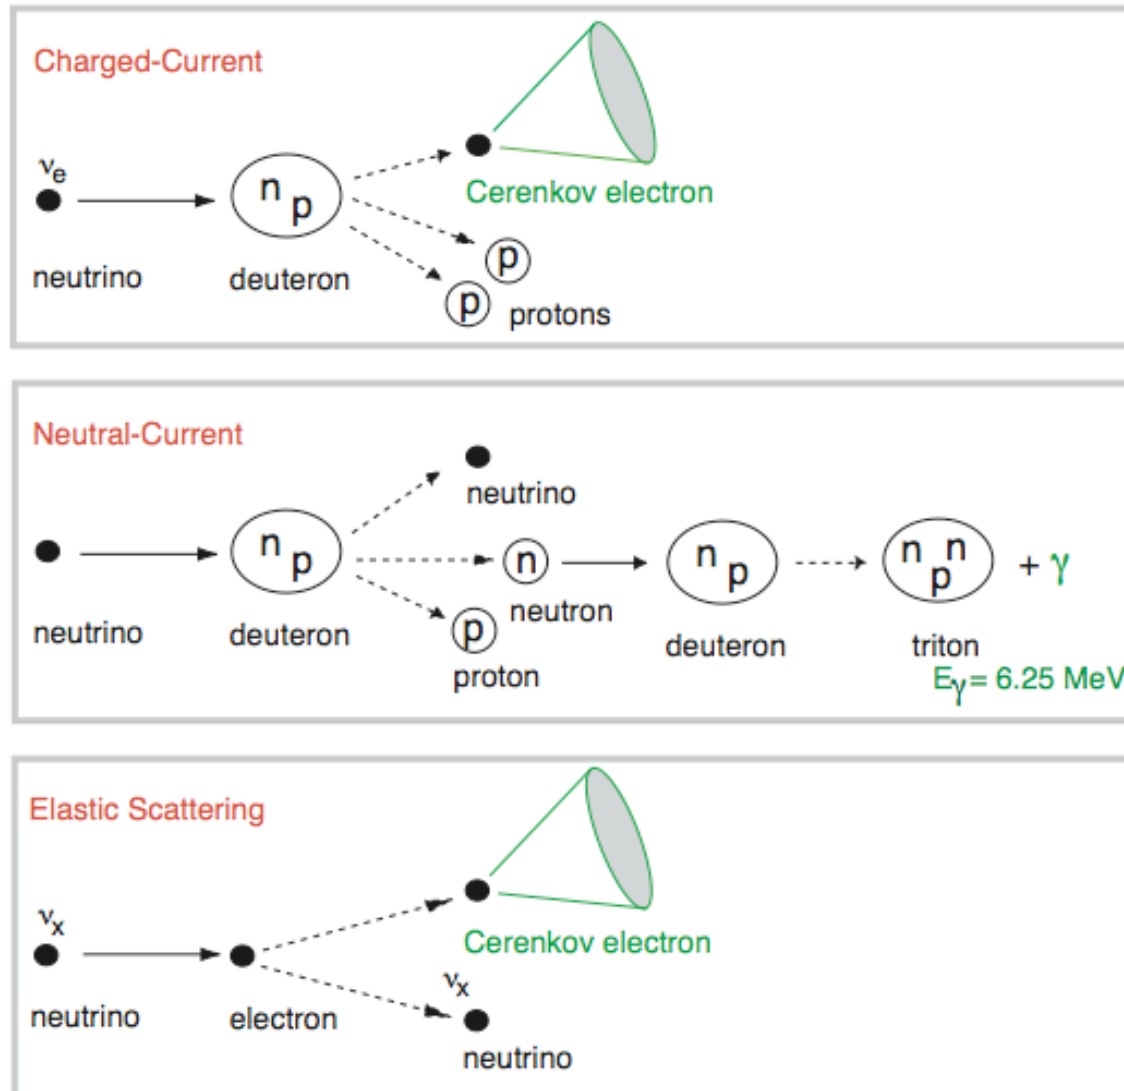 Charged-Current
νe
n p
neutrino
deuteron
Cerenkov electron
p
p
protons
Neutral-Current
neutrino
n p
n
neutron
n p
n p n
+ γ
p
neutrino
deuteron
proton
deuteron
triton
Eγ = 6.25 MeV
Elastic Scattering
νx
Cerenkov electron
νx
neutrino
electron
neutrino